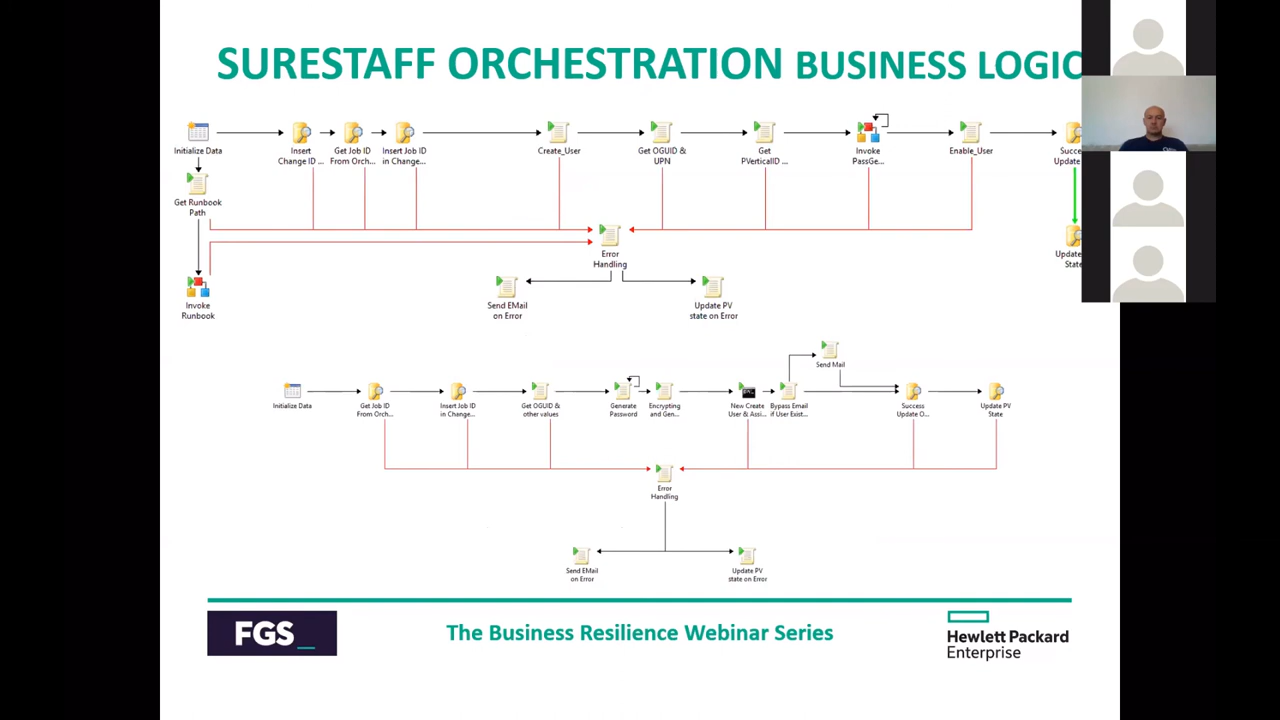 SURESTAFF ORCHESTRATION BUSINESS LOGIC
Initialize Data
Insert
Change ID ...
Get Job ID
From Orch...
Insert Job ID
in Change...
Create_User
Get OGUID &
UPN
Get
PVerticalID ...
Invoke
PassGe...
Enable_User
Succ
Update
Get Runbook
Path
Error
Handling
Update
State
Invoke
Runbook
Send EMail
on Error
Update PV
state on Error
Send Mail
Initialize Data
Get Job ID
From Orch...
Insert Job ID
in Change...
Get OGUID &
other values
Generate
Password
Encrypting
and Gen...
New Create
User & Assi...
Bypass Email
if User Exist...
Success
Update O...
Update PV
State
Error
Handling
Send EMail
on Error
Update PV
state on Error
FGS_
The Business Resilience Webinar Series
Hewlett Packard
Enterprise